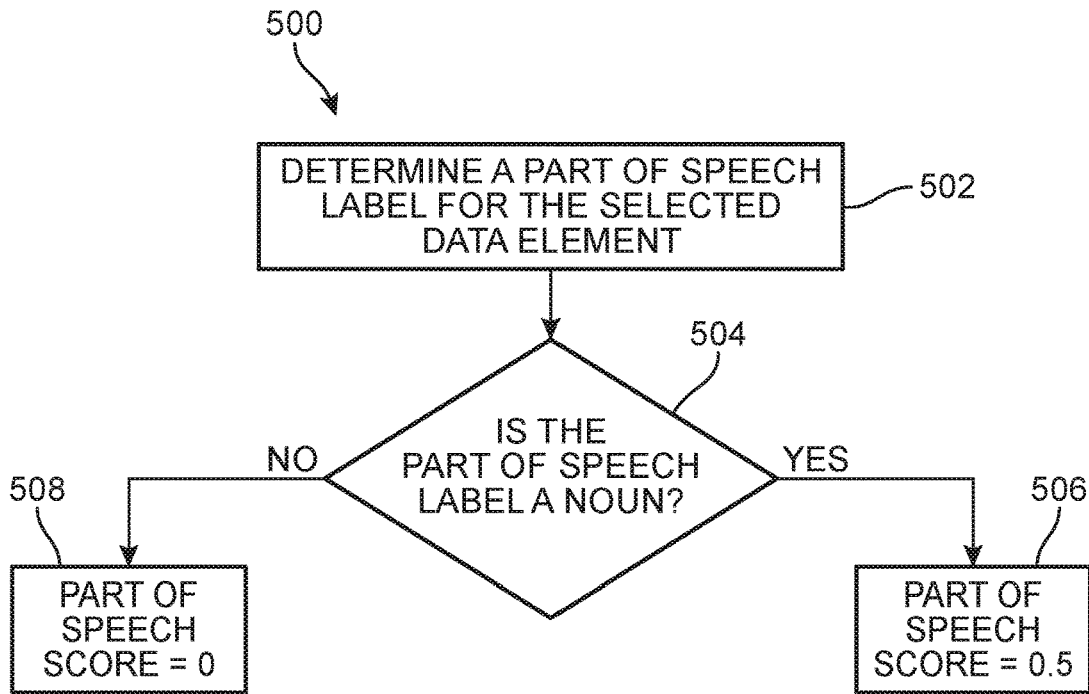 500
DETERMINE A PART OF SPEECH
LABEL FOR THE SELECTED
DATA ELEMENT
502
504
IS THE
PART OF SPEECH
LABEL A NOUN?
NO
YES
508
PART OF
SPEECH
SCORE = 0
506
PART OF
SPEECH
SCORE = 0.5